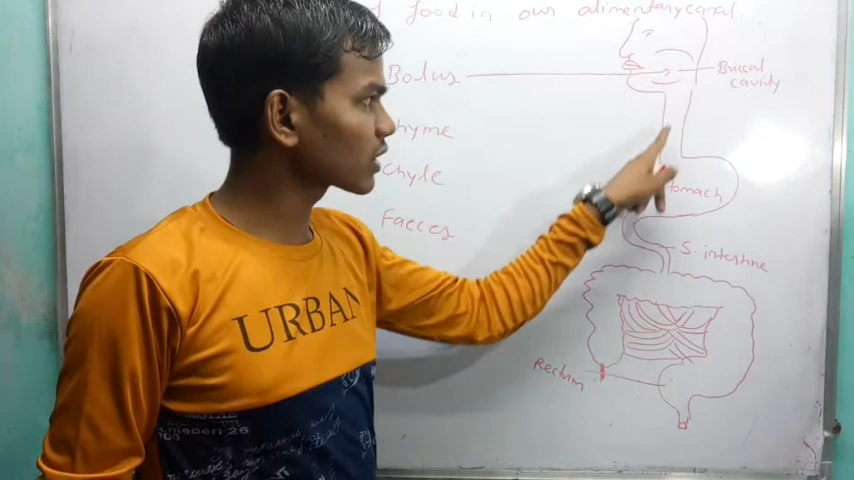 food in our alimentary canal
Bolus
Buccal
cavity
hyme
chyle
tomach
Faeces
S. intestine
Rectum
URBAN